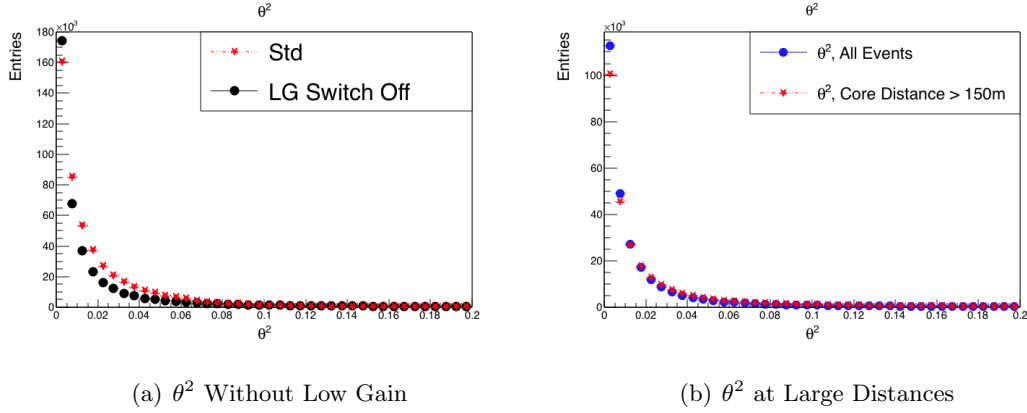 θ²
×10³
Entries
180
160
140
120
100
80
60
40
20
0
Std
LG Switch Off
0 0.02 0.04 0.06 0.08 0.1 0.12 0.14 0.16 0.18 0.2
θ²
(a) θ² Without Low Gain
θ²
×10³
Entries
100
80
60
40
20
0
θ², All Events
θ², Core Distance > 150m
0 0.02 0.04 0.06 0.08 0.1 0.12 0.14 0.16 0.18 0.2
θ²
(b) θ² at Large Distances